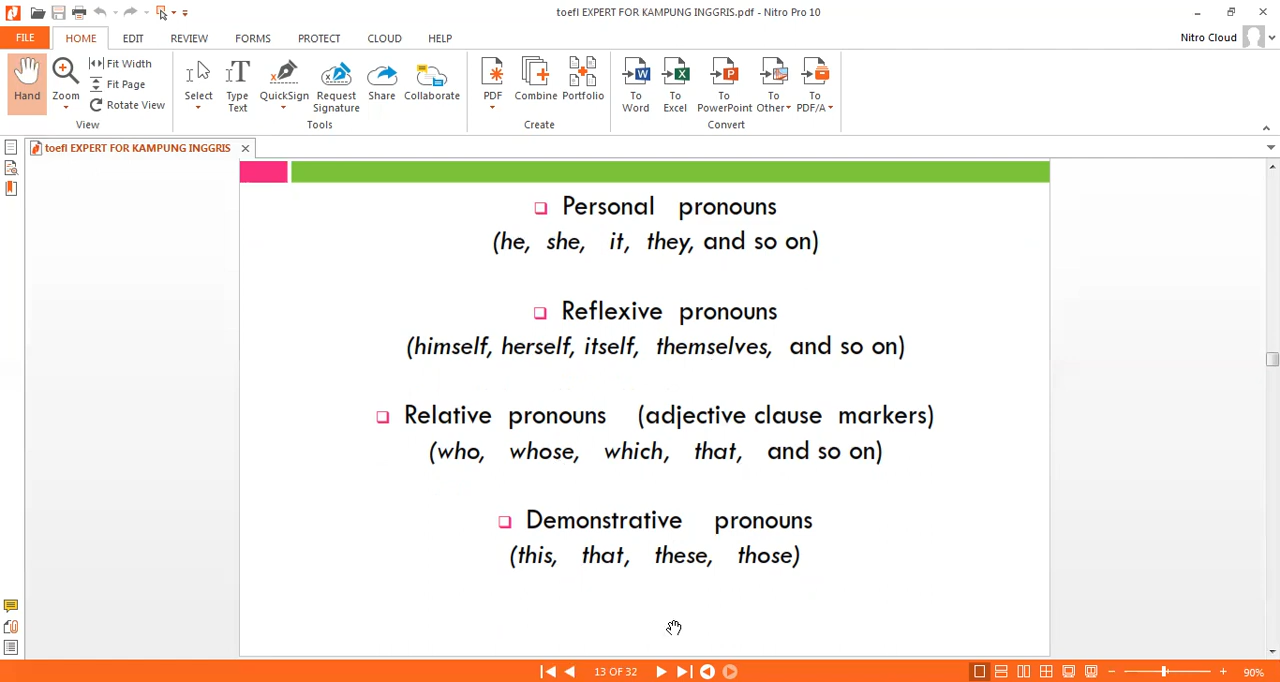 toefl EXPERT FOR KAMPUNG INGGRIS.pdf - Nitro Pro 10
FILE HOME EDIT REVIEW FORMS PROTECT CLOUD HELP Nitro Cloud
Hand
Zoom
Fit Width
Fit Page
Rotate View
View
Select
Type Text
QuickSign
Request Signature
Share
Collaborate
Tools
PDF
Combine
Portfolio
Create
To Word
To Excel
To PowerPoint
To Other
To PDF/A
Convert
toefl EXPERT FOR KAMPUNG INGGRIS
Personal pronouns
(he, she, it, they, and so on)
Reflexive pronouns
(himself, herself, itself, themselves, and so on)
Relative pronouns (adjective clause markers)
(who, whose, which, that, and so on)
Demonstrative pronouns
(this, that, these, those)
13 OF 32
90%